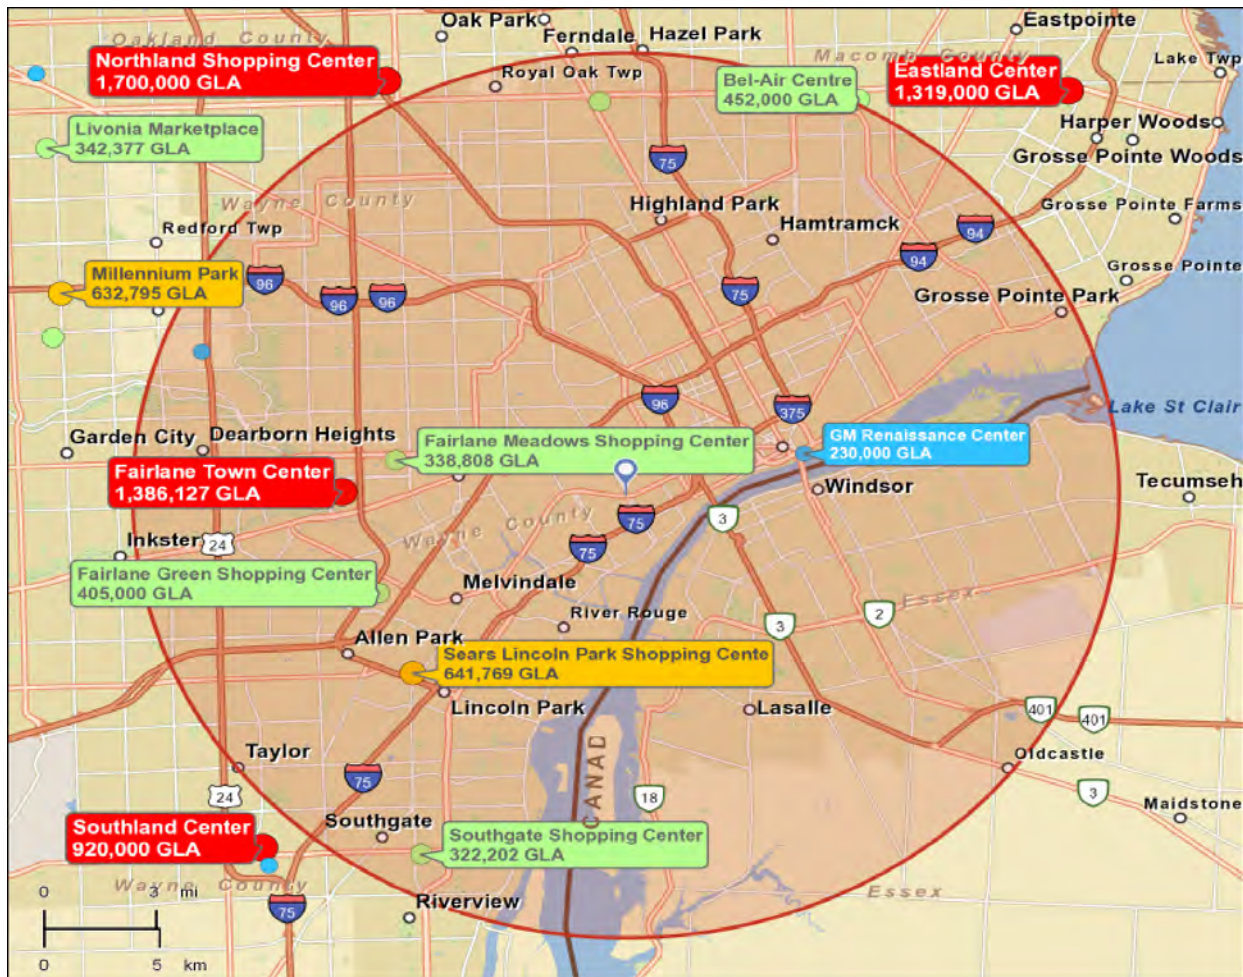 Oak Park
Eastpointe
Ferndale
Hazel Park
Oakland County
Macomb County
Lake Twp
Northland Shopping Center
1,700,000 GLA
Royal Oak Twp
Bel-Air Centre
452,000 GLA
Eastland Center
1,319,000 GLA
Livonia Marketplace
342,377 GLA
Harper Woods
75
Grosse Pointe Woods
Wayne County
Highland Park
Grosse Pointe Farms
Redford Twp
Hamtramck
94
94
Millennium Park
632,795 GLA
96
96
96
75
Grosse Pointe
Grosse Pointe Park
96
375
Lake St Clair
Garden City
Dearborn Heights
Fairlane Meadows Shopping Center
338,808 GLA
GM Renaissance Center
230,000 GLA
Fairlane Town Center
1,386,127 GLA
Windsor
Tecumseh
Wayne County
75
3
Inkster
24
75
Fairlane Green Shopping Center
405,000 GLA
Melvindale
Essex
River Rouge
3
2
Allen Park
Sears Lincoln Park Shopping Cente
641,769 GLA
Lincoln Park
Lasalle
401
401
Taylor
Oldcastle
75
CANAD
24
18
3
Maidstone
Southland Center
920,000 GLA
Southgate
Southgate Shopping Center
322,202 GLA
Wayne County
Essex
0 3 mi
75
Riverview
0 5 km